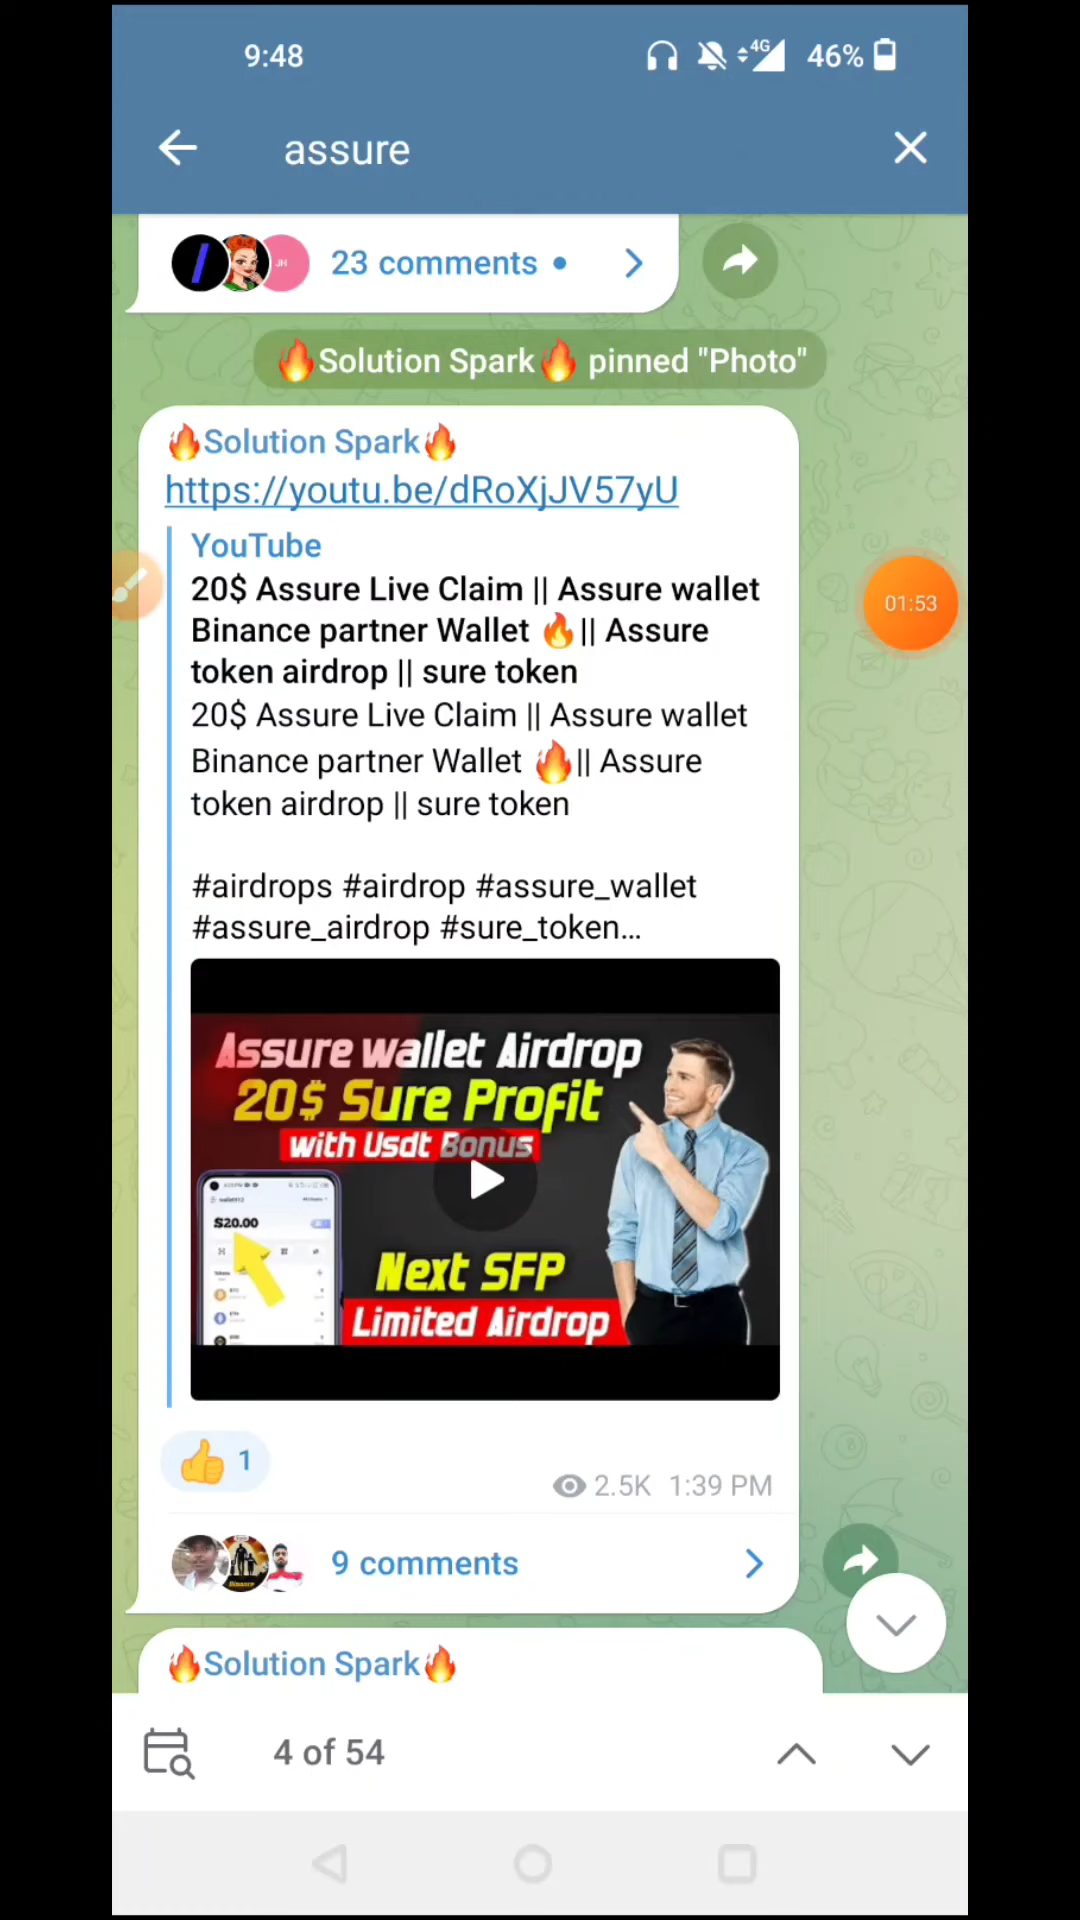 9:48
4G
46%
assure
JH
23 comments
🔥Solution Spark🔥 pinned "Photo"
🔥Solution Spark🔥
https://youtu.be/dRoXjJV57yU
YouTube
20$ Assure Live Claim || Assure wallet
Binance partner Wallet 🔥|| Assure
token airdrop || sure token
20$ Assure Live Claim || Assure wallet
Binance partner Wallet 🔥|| Assure
token airdrop || sure token
#airdrops #airdrop #assure_wallet
#assure_airdrop #sure_token...
01:53
Assure wallet Airdrop
20$ Sure Profit
with Usdt Bonus
$20.00
Next SFP
Limited Airdrop
👍 1
2.5K 1:39 PM
9 comments
🔥Solution Spark🔥
4 of 54